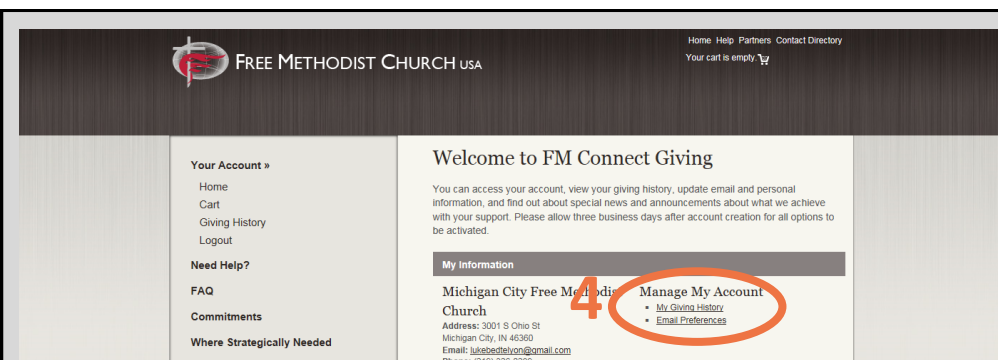 FREE METHODIST CHURCH USA
Home Help Partners Contact Directory
Your cart is empty.
Your Account »
Home
Cart
Giving History
Logout
Need Help?
FAQ
Commitments
Where Strategically Needed
Welcome to FM Connect Giving
You can access your account, view your giving history, update email and personal
information, and find out about special news and announcements about what we achieve
with your support. Please allow three business days after account creation for all options to
be activated.
My Information
Michigan City Free Methodist
Church
Address: 3001 S Ohio St
Michigan City, IN 46360
Email: lukebedtelyon@gmail.com
4
Manage My Account
My Giving History
Email Preferences